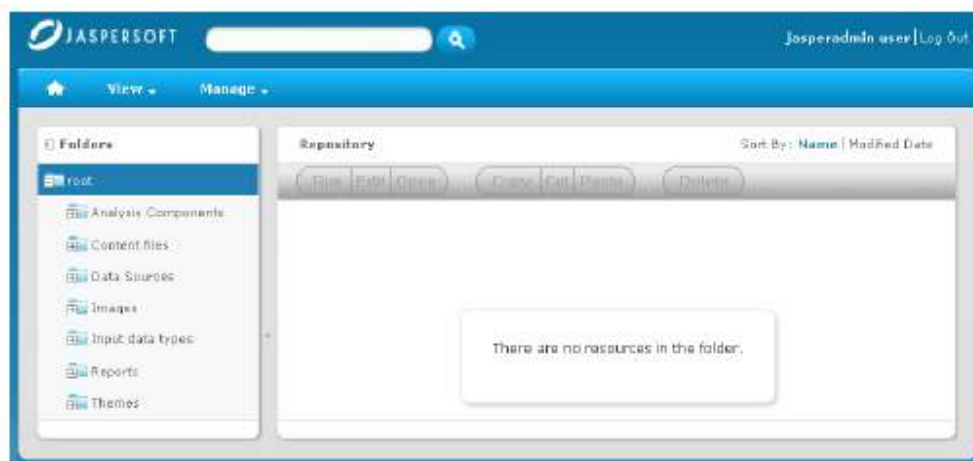 JASPERSOFT
jasperadmin user | Log Out
View Manage
Folders
root
Analysis Components
Content files
Data Sources
Images
Input data types
Reports
Themes
Repository
Sort By: Name | Modified Date
Run Edit Open Copy Cut Paste Delete
There are no resources in the folder.